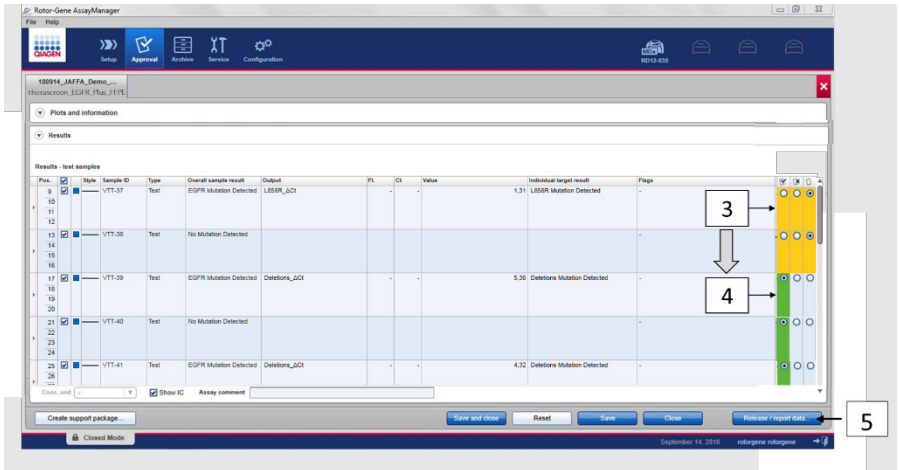 Rotor-Gene AssayManager
File Help
QIAGEN
Setup Approval Archive Service Configuration
MDx
RD12-035
180914_JAFFA_Demo_...
therascreen_EGFR_Plus_FFPE
Plots and information
Results
Results - test samples
Pos. Style Sample ID Type Overall sample result Output Fl. Ct Value Individual target result Flags
9 VTT-37 Test EGFR Mutation Detected L858R_ΔCt - - 1,31 L858R Mutation Detected -
10
11
12
3
13 VTT-38 Test No Mutation Detected -
14
15
16
17 VTT-39 Test EGFR Mutation Detected Deletions_ΔCt - - 5,36 Deletions Mutation Detected -
18
19
20
4
21 VTT-40 Test No Mutation Detected -
22
23
24
25 VTT-41 Test EGFR Mutation Detected Deletions_ΔCt - - 4,32 Deletions Mutation Detected -
26
Conc. unit - Show IC Assay comment
Create support package... Save and close Reset Save Close Release / report data...
5
Closed Mode
September 14, 2018 rotorgene rotorgene